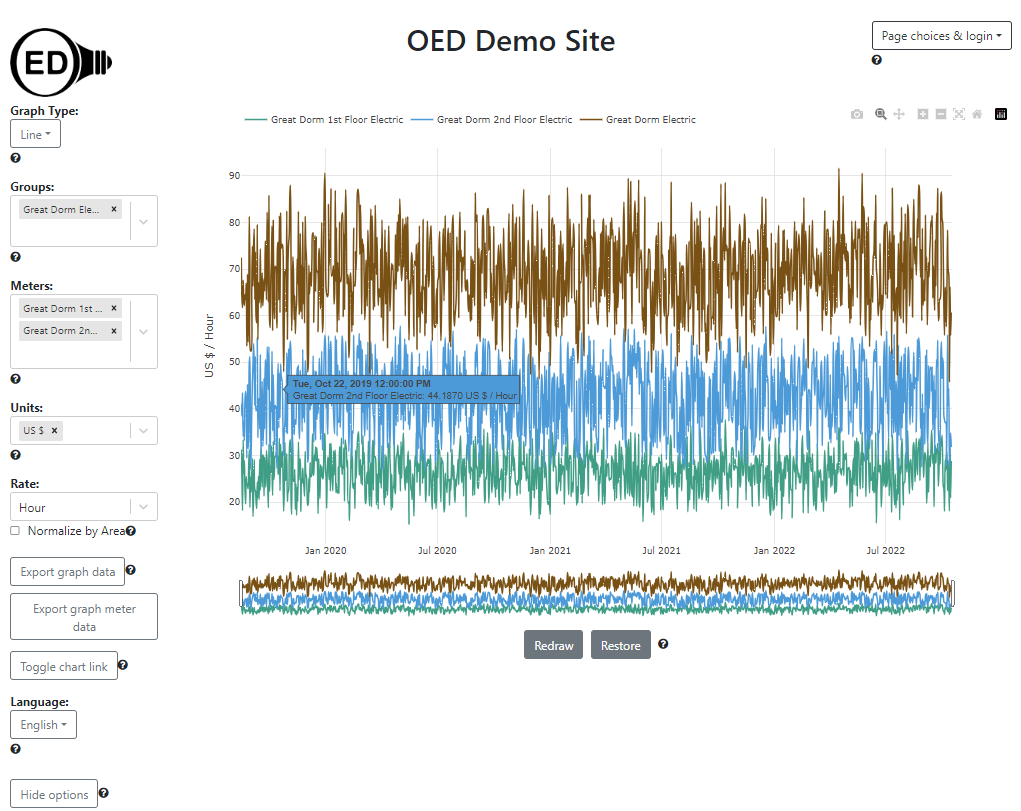 OED Demo Site
Page choices & login
?
ED
Graph Type:
Line
?
Groups:
Great Dorm Ele... ×
?
Meters:
Great Dorm 1st ... ×
Great Dorm 2n... ×
?
Units:
US $ ×
?
Rate:
Hour
Normalize by Area ?
Export graph data ?
Export graph meter
data
Toggle chart link ?
Language:
English
?
Hide options ?
Great Dorm 1st Floor Electric Great Dorm 2nd Floor Electric Great Dorm Electric
US $ / Hour
90
80
70
60
50
40
30
20
Tue, Oct 22, 2019 12:00:00 PM
Great Dorm 2nd Floor Electric: 44.1870 US $ / Hour
Jan 2020 Jul 2020 Jan 2021 Jul 2021 Jan 2022 Jul 2022
Redraw Restore ?